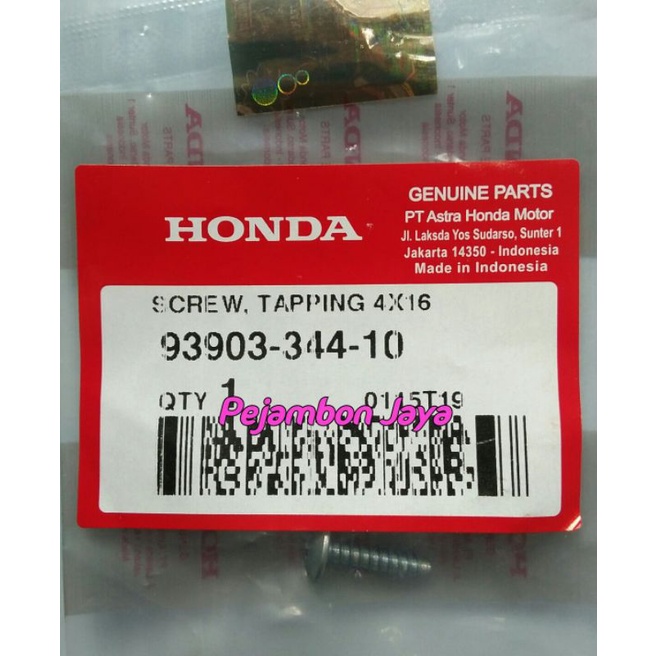 HONDA
GENUINE PARTS
PT Astra Honda Motor
Jl. Laksda Yos Sudarso, Sunter 1
Jakarta 14350 - Indonesia
Made in Indonesia
SCREW, TAPPING 4X16
93903-344-10
QTY 1 0115T19
Pejambon Jaya